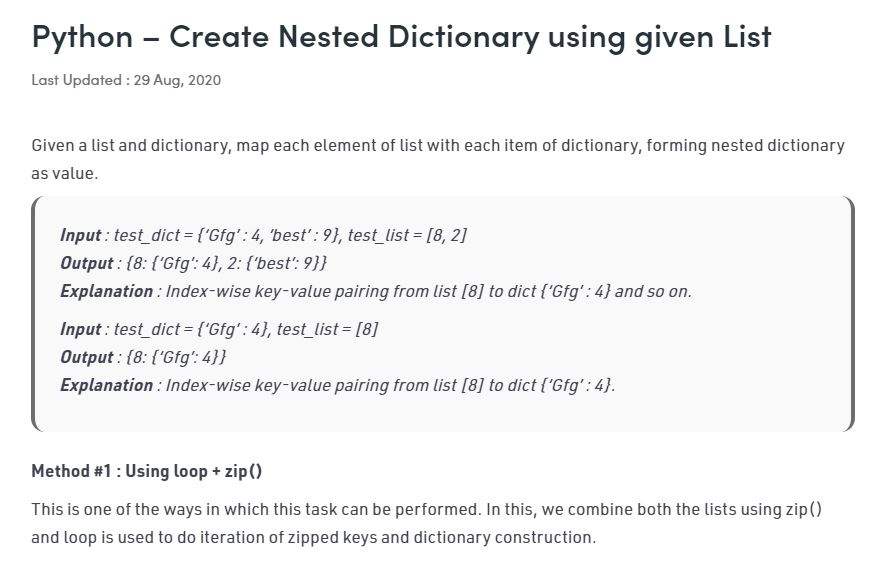 Python – Create Nested Dictionary using given List
Last Updated : 29 Aug, 2020
Given a list and dictionary, map each element of list with each item of dictionary, forming nested dictionary
as value.
Input : test_dict = {‘Gfg’ : 4, ‘best’ : 9}, test_list = [8, 2]
Output : {8: {‘Gfg’: 4}, 2: {‘best’: 9}}
Explanation : Index-wise key-value pairing from list [8] to dict {‘Gfg’ : 4} and so on.
Input : test_dict = {‘Gfg’ : 4}, test_list = [8]
Output : {8: {‘Gfg’: 4}}
Explanation : Index-wise key-value pairing from list [8] to dict {‘Gfg’ : 4}.
Method #1 : Using loop + zip()
This is one of the ways in which this task can be performed. In this, we combine both the lists using zip()
and loop is used to do iteration of zipped keys and dictionary construction.